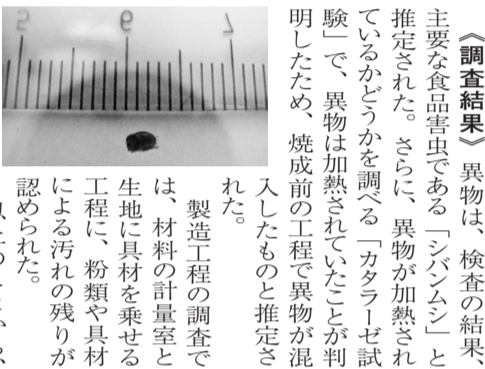 《調査結果》 異物は、検査の結果、
主要な食品害虫である「シバンムシ」と
推定された。さらに、異物が加熱され
ているかどうかを調べる「カタラーゼ試
験」で、異物は加熱されていたことが判
明したため、焼成前の工程で異物が混
入したものと推定さ
れた。
製造工程の調査で
は、材料の計量室と
生地に具材を乗せる
工程に、粉類や具材
による汚れの残りが
認められた。
5 6 7